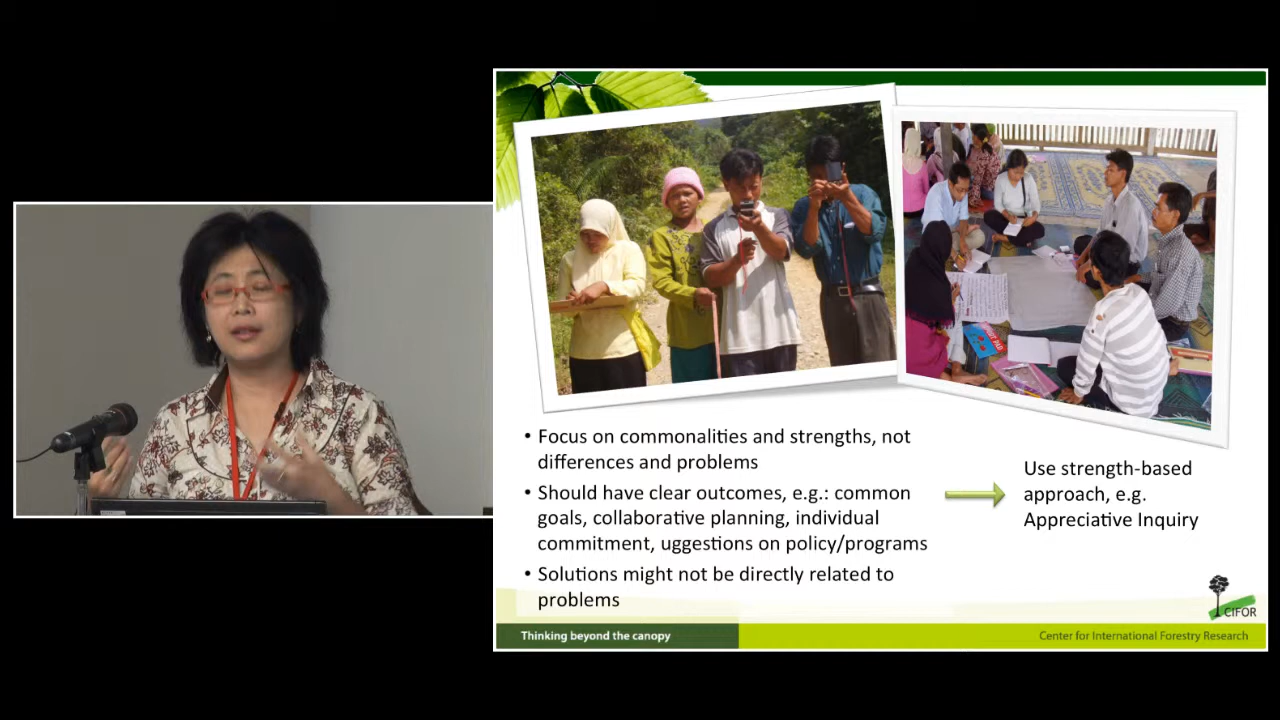 • Focus on commonalities and strengths, not
differences and problems
• Should have clear outcomes, e.g.: common
goals, collaborative planning, individual
commitment, uggestions on policy/programs
• Solutions might not be directly related to
problems
Use strength-based
approach, e.g.
Appreciative Inquiry
CIFOR
Thinking beyond the canopy
Center for International Forestry Research